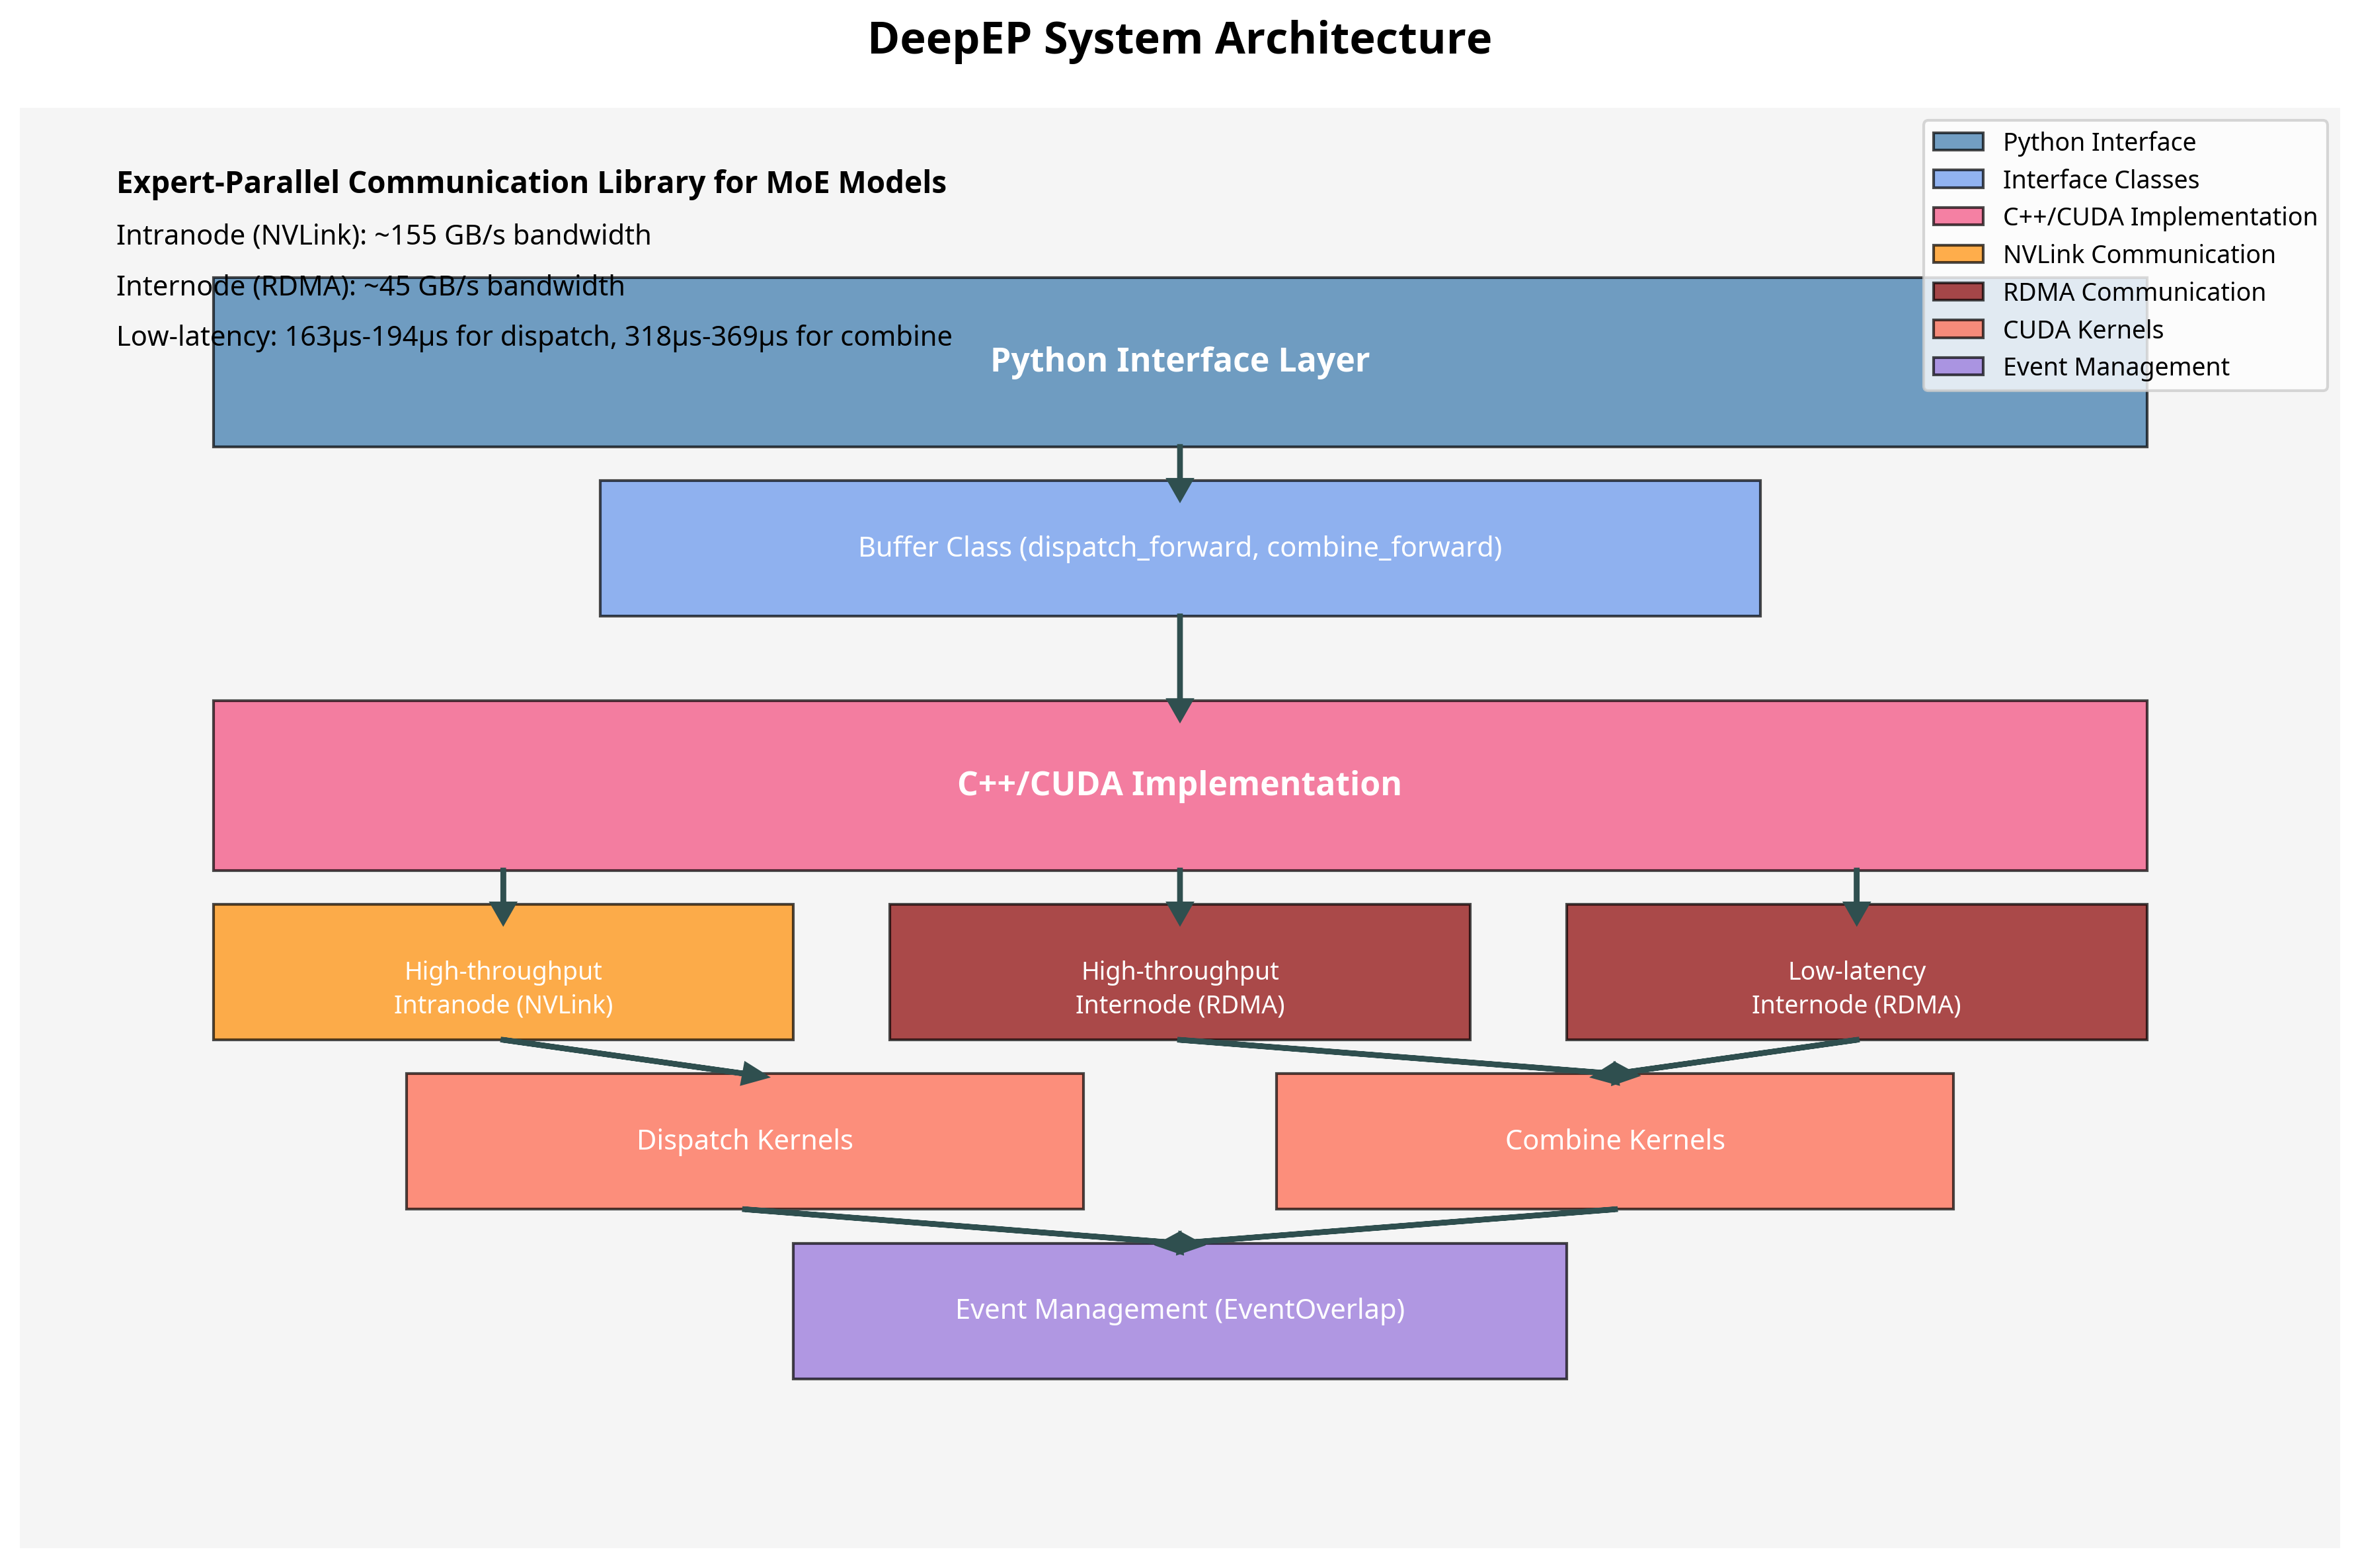 DeepEP System Architecture
Expert-Parallel Communication Library for MoE Models
Intranode (NVLink): ~155 GB/s bandwidth
Internode (RDMA): ~45 GB/s bandwidth
Low-latency: 163μs-194μs for dispatch, 318μs-369μs for combine
Python Interface
Interface Classes
C++/CUDA Implementation
NVLink Communication
RDMA Communication
CUDA Kernels
Event Management
Python Interface Layer
Buffer Class (dispatch_forward, combine_forward)
C++/CUDA Implementation
High-throughput
Intranode (NVLink)
High-throughput
Internode (RDMA)
Low-latency
Internode (RDMA)
Dispatch Kernels
Combine Kernels
Event Management (EventOverlap)